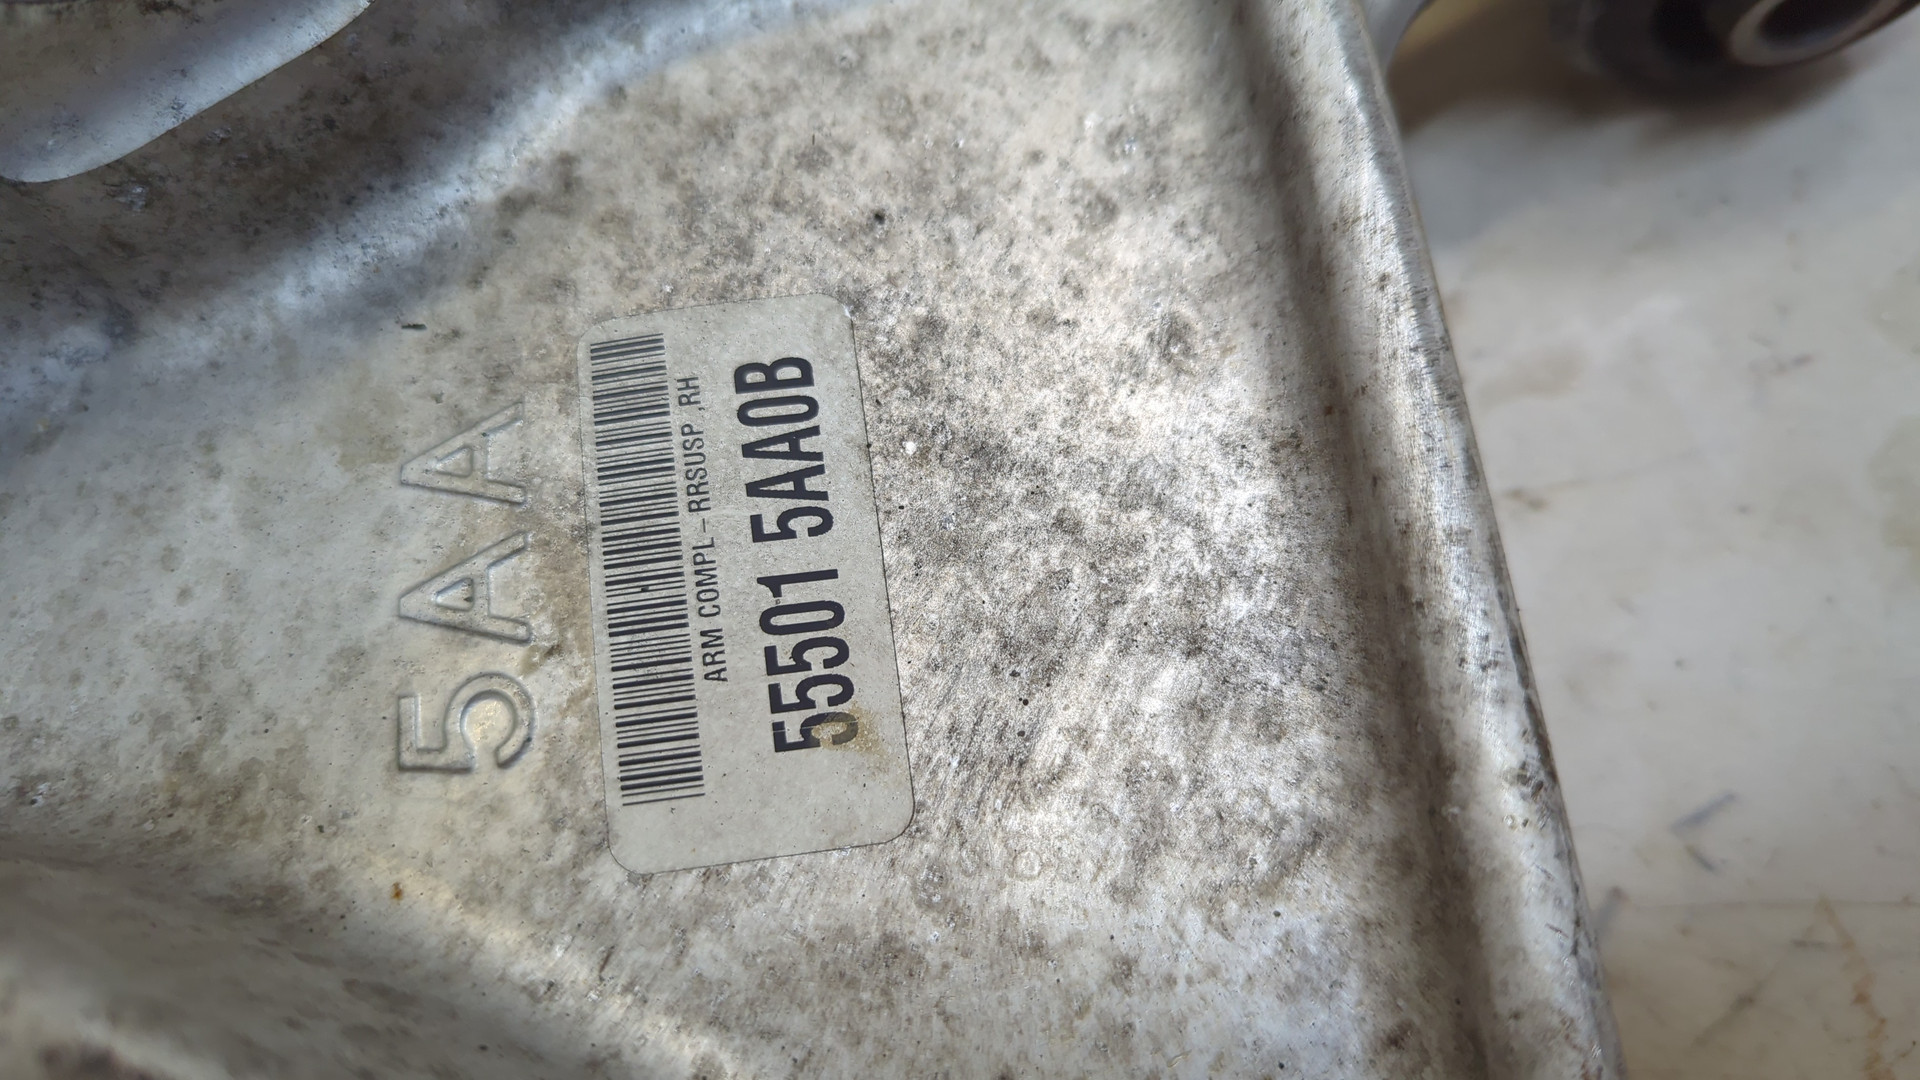 5AA
ARM COMPL-RRSUSP ,RH
55501 5AA0B